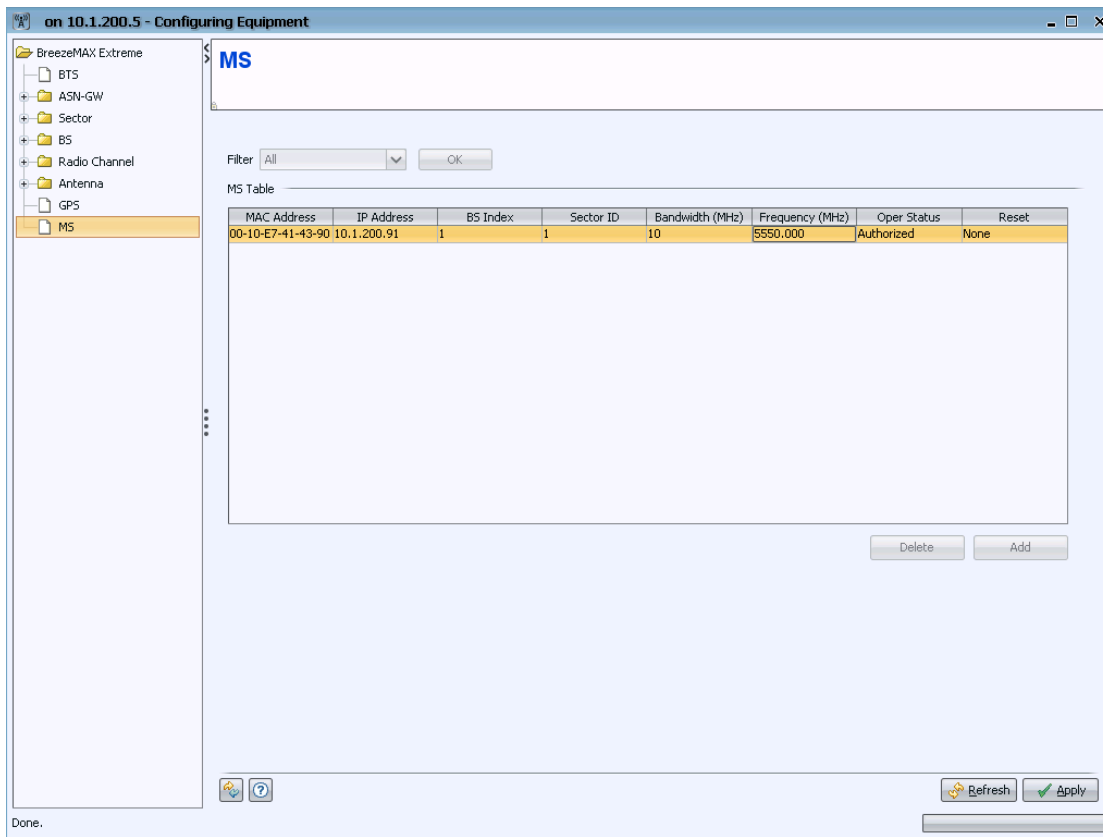 on 10.1.200.5 - Configuring Equipment
BreezeMAX Extreme
BTS
ASN-GW
Sector
BS
Radio Channel
Antenna
GPS
MS
MS
Filter All OK
MS Table
MAC Address IP Address BS Index Sector ID Bandwidth (MHz) Frequency (MHz) Oper Status Reset
00-10-E7-41-43-90 10.1.200.91 1 1 10 5550.000 Authorized None
Delete Add
Refresh Apply
Done.